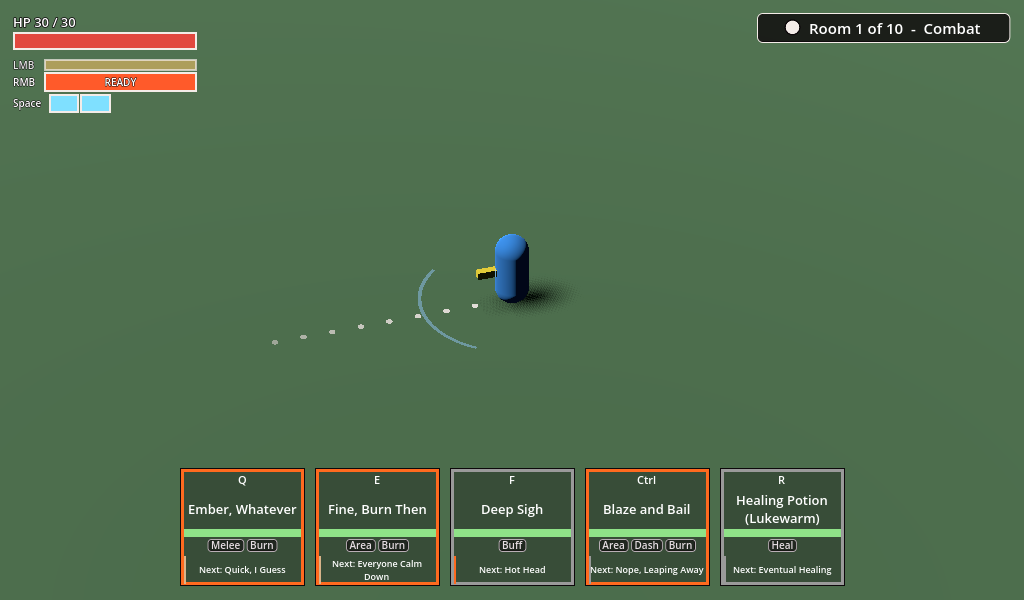 HP 30 / 30
Room 1 of 10 - Combat
LMB
RMB READY
Space
Q
Ember, Whatever
Melee Burn
Next: Quick, I Guess
E
Fine, Burn Then
Area Burn
Next: Everyone Calm
Down
F
Deep Sigh
Buff
Next: Hot Head
Ctrl
Blaze and Bail
Area Dash Burn
Next: Nope, Leaping Away
R
Healing Potion
(Lukewarm)
Heal
Next: Eventual Healing